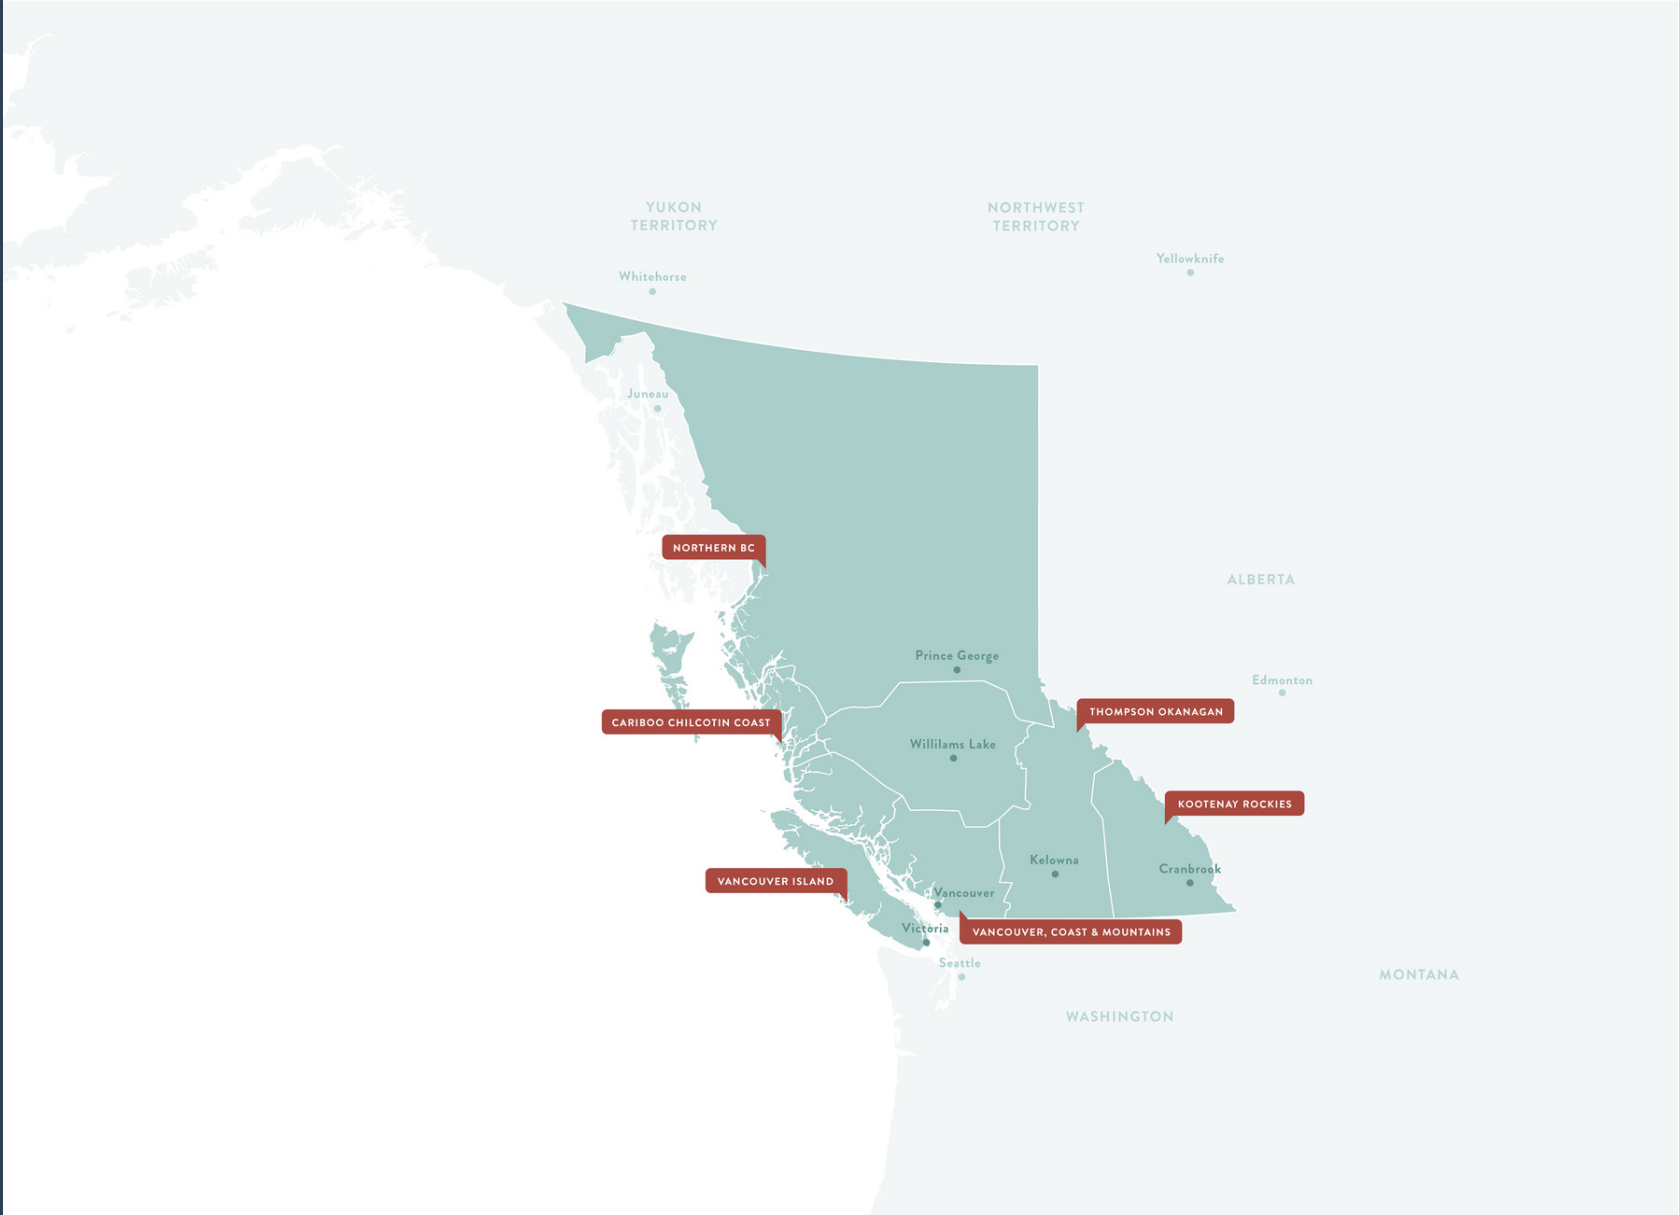 YUKON
TERRITORY
NORTHWEST
TERRITORY
Yellowknife
Whitehorse
Juneau
NORTHERN BC
ALBERTA
Prince George
Edmonton
THOMPSON OKANAGAN
CARIBOO CHILCOTIN COAST
Willilams Lake
KOOTENAY ROCKIES
Kelowna
Cranbrook
VANCOUVER ISLAND
Vancouver
Victoria
VANCOUVER, COAST & MOUNTAINS
Seattle
MONTANA
WASHINGTON